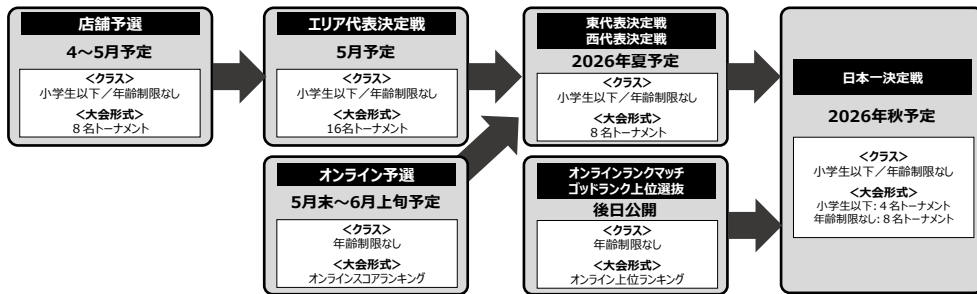 店舗予選
4～5月予定
<クラス>
小学生以下／年齢制限なし
<大会形式>
８名トーナメント
エリア代表決定戦
5月予定
<クラス>
小学生以下／年齢制限なし
<大会形式>
16名トーナメント
東代表決定戦
西代表決定戦
2026年夏予定
<クラス>
小学生以下／年齢制限なし
<大会形式>
８名トーナメント
オンライン予選
5月末～6月上旬予定
<クラス>
年齢制限なし
<大会形式>
オンラインスコアランキング
オンラインランクマッチ
ゴッドランク上位選抜
後日公開
<クラス>
年齢制限なし
<大会形式>
オンライン上位ランキング
日本一決定戦
2026年秋予定
<クラス>
小学生以下／年齢制限なし
<大会形式>
小学生以下：４名トーナメント
年齢制限なし：８名トーナメント